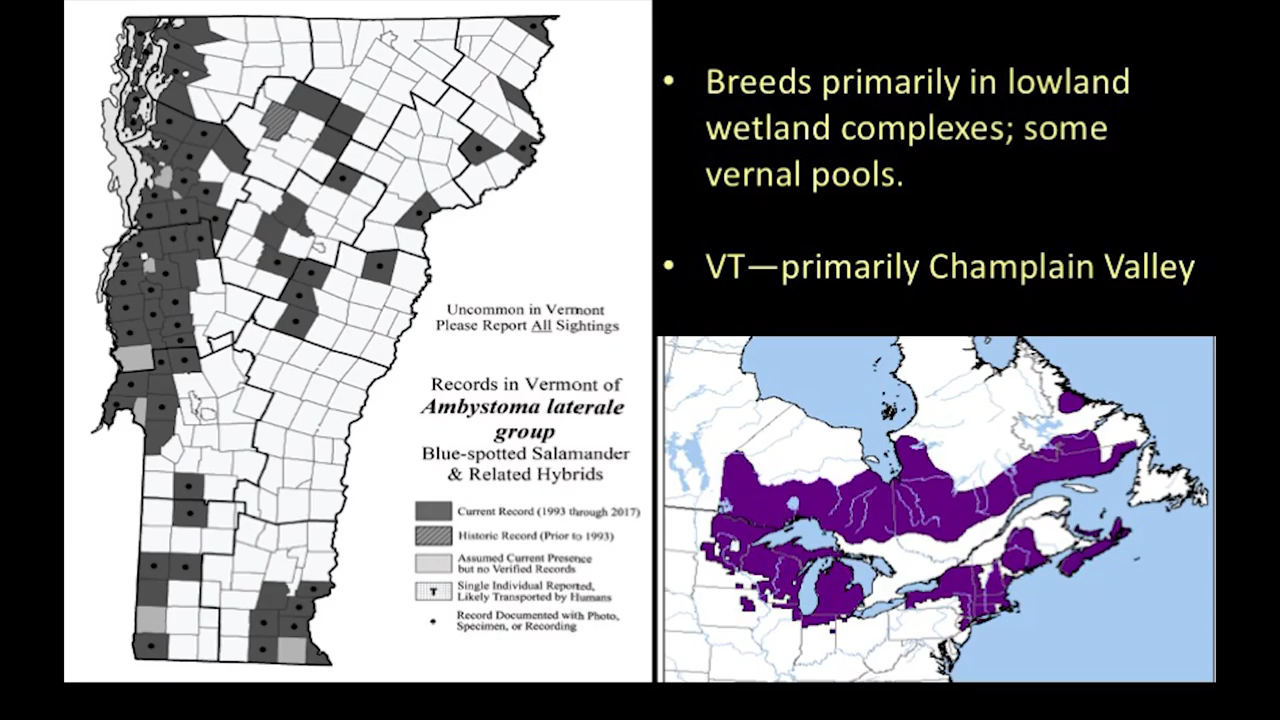 Uncommon in Vermont
Please Report All Sightings
Records in Vermont of
Ambystoma laterale
group
Blue-spotted Salamander
& Related Hybrids
Current Record (1993 through 2017)
Historic Record (Prior to 1993)
Assumed Current Presence
but no Verified Records
T
Single Individual Reported,
Likely Transported by Humans
Record Documented with Photo,
Specimen, or Recording
• Breeds primarily in lowland
wetland complexes; some
vernal pools.
• VT—primarily Champlain Valley